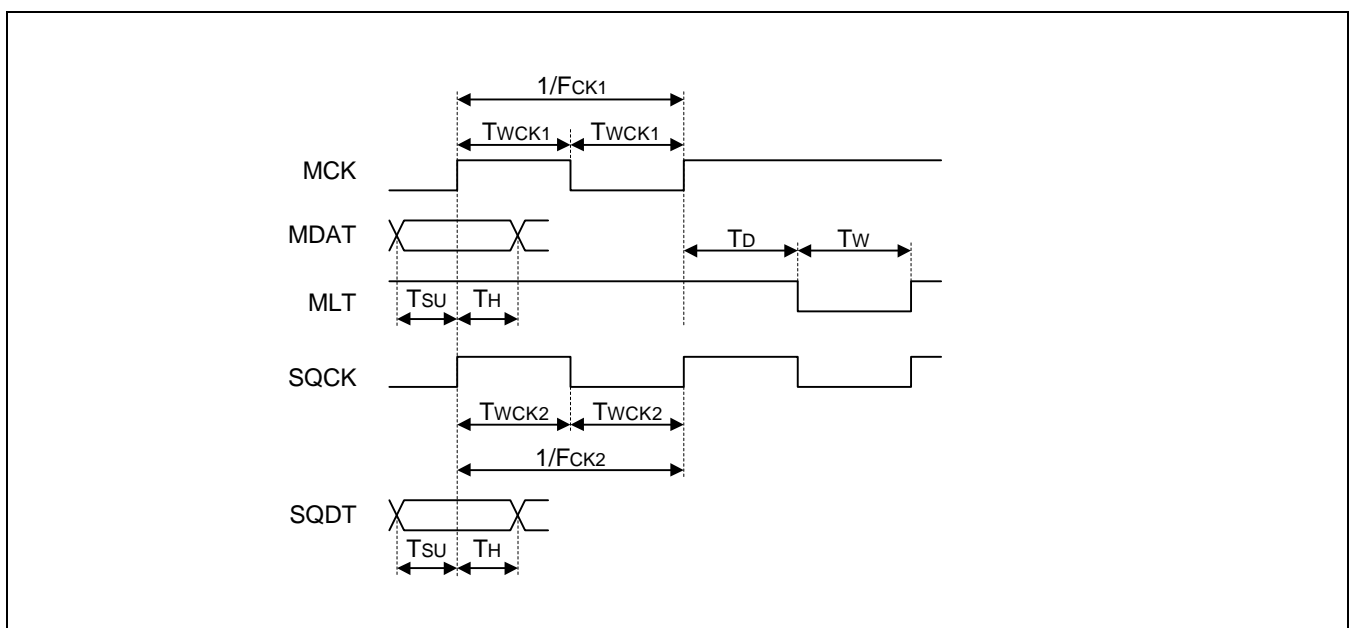 1/FCK1
TWCK1 TWCK1
MCK
MDAT
TD TW
MLT
TSU TH
SQCK
TWCK2 TWCK2
1/FCK2
SQDT
TSU TH